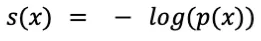 s(x) = - log(p(x))